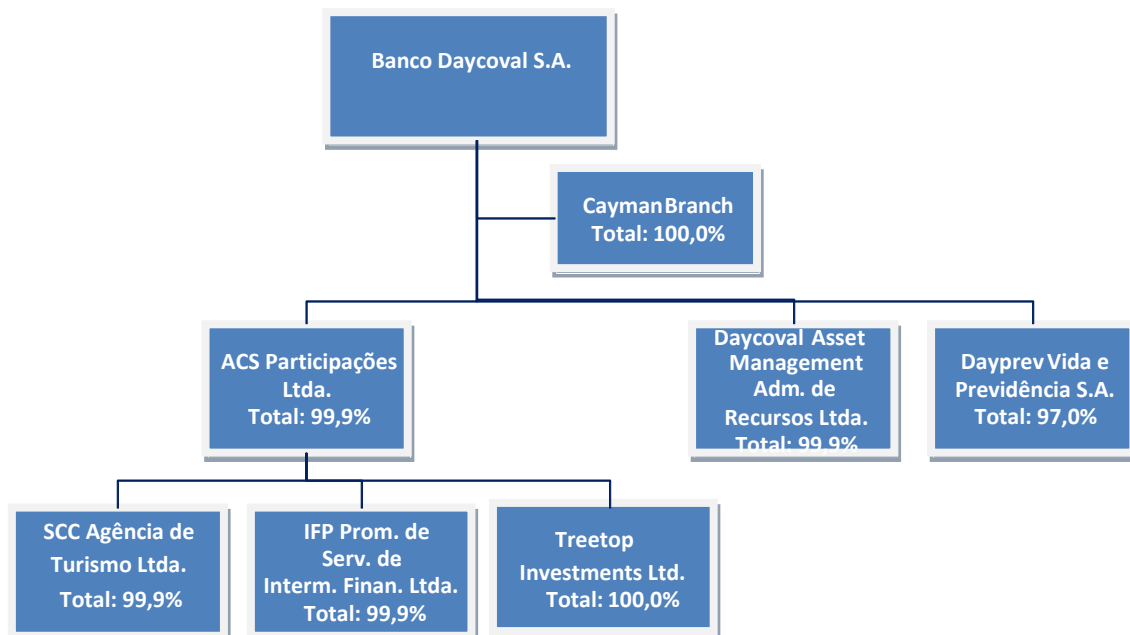 Banco Daycoval S.A.
Cayman Branch
Total: 100,0%
ACS Participações
Ltda.
Total: 99,9%
Daycoval Asset
Management
Adm. de
Recursos Ltda.
Total: 99,9%
Dayprev Vida e
Previdência S.A.
Total: 97,0%
SCC Agência de
Turismo Ltda.
Total: 99,9%
IFP Prom. de
Serv. de
Interm. Finan. Ltda.
Total: 99,9%
Treetop
Investments Ltd.
Total: 100,0%